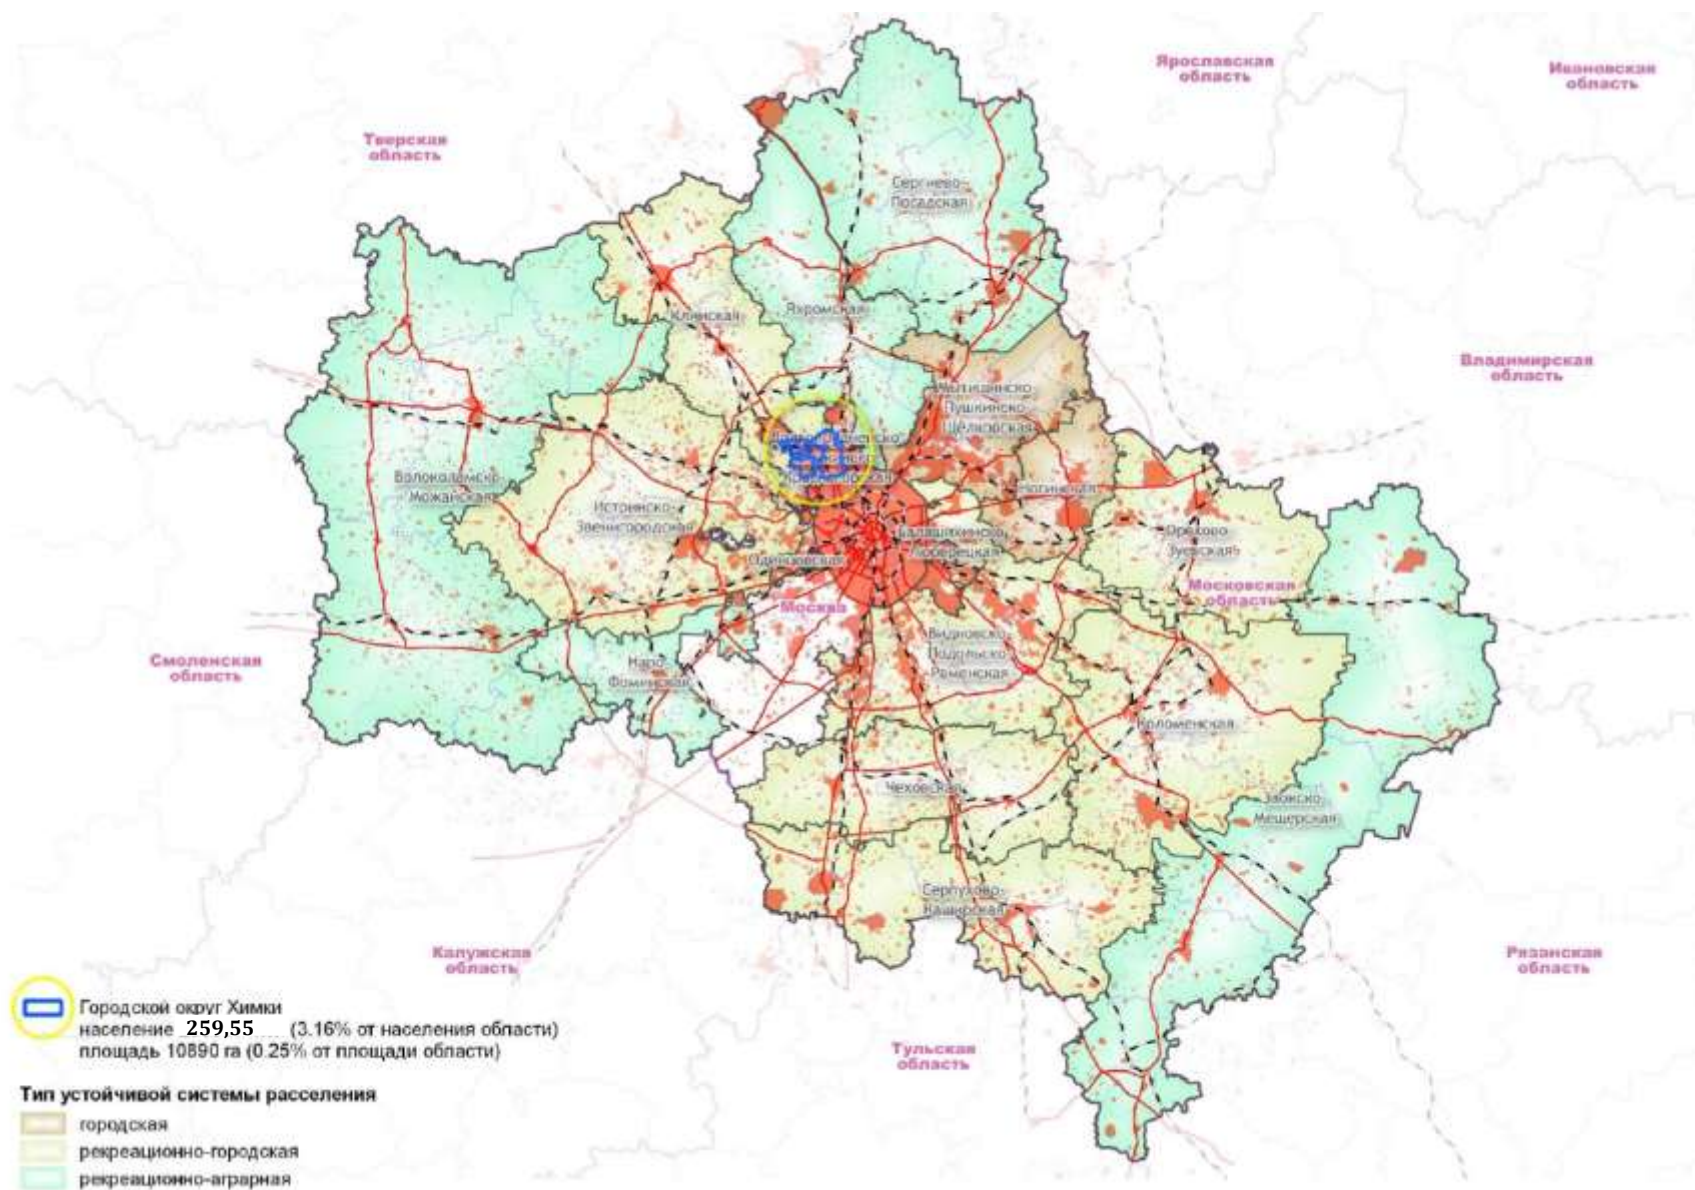 Ярославская
область
Ивановская
область
Тверская
область
Сергиево-
Посадская
Клинская
Яхромская
Владимирская
область
Мытищинско-
Пушкинско-
Щёлковская
Волоколамско-
Можайская
Красногорская
Ногинская
Истринско-
Звенигородская
Балашихинско-
Люберецкая
Орехово-
Зуевская
Одинцовская
Московская
область
Москва
Смоленская
область
Наро-
Фоминская
Видновско-
Подольско-
Раменская
Коломенская
Чеховская
Заокско-
Мещерская
Серпухово-
Каширская
Калужская
область
Рязанская
область
Тульская
область
Городской округ Химки
население 259,55 (3.16% от населения области)
площадь 10890 га (0.25% от площади области)
Тип устойчивой системы расселения
городская
рекреационно-городская
рекреационно-аграрная